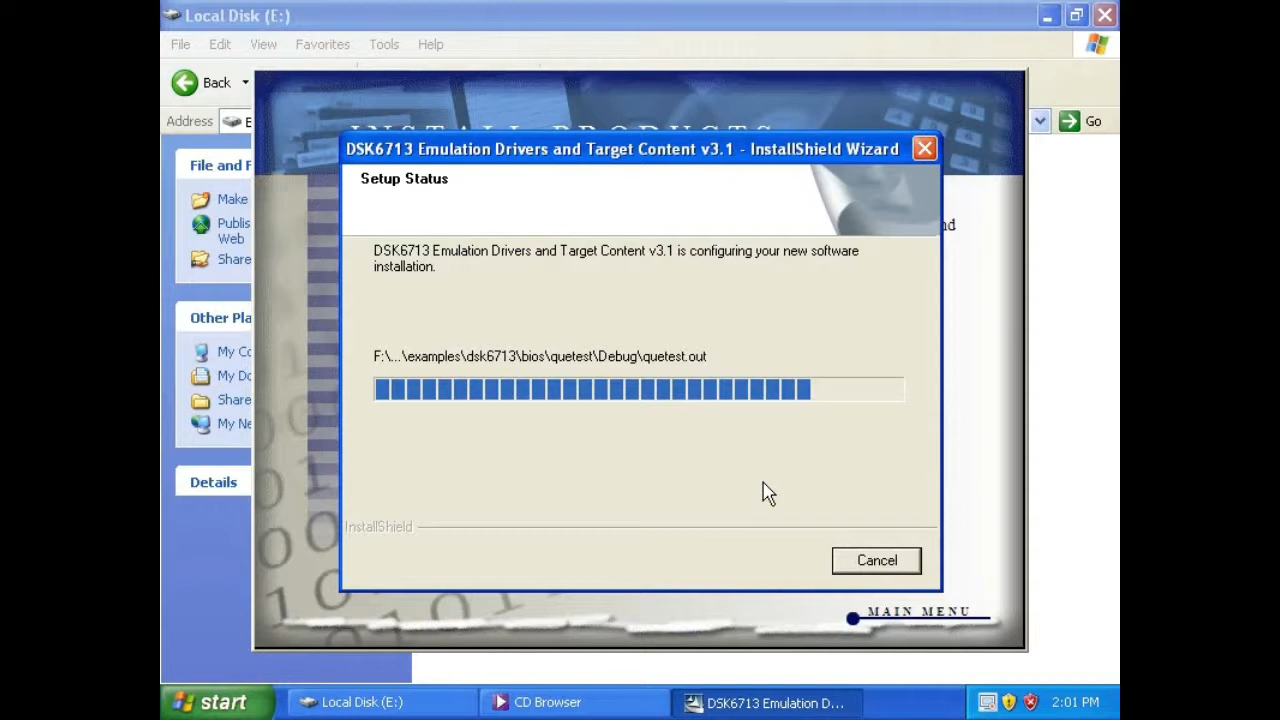 Local Disk (E:)
File Edit View Favorites Tools Help
Back
Address E
Go
INSTALL PRODUCTS
DSK6713 Emulation Drivers and Target Content v3.1 - InstallShield Wizard
Setup Status
DSK6713 Emulation Drivers and Target Content v3.1 is configuring your new software
installation.
F:\...\examples\dsk6713\bios\quetest\Debug\quetest.out
InstallShield
Cancel
File and F
Make
Publis
Web
Share
Other Pla
My Co
My Do
Share
My Ne
Details
nd
MAIN MENU
start
Local Disk (E:)
CD Browser
DSK6713 Emulation D...
2:01 PM